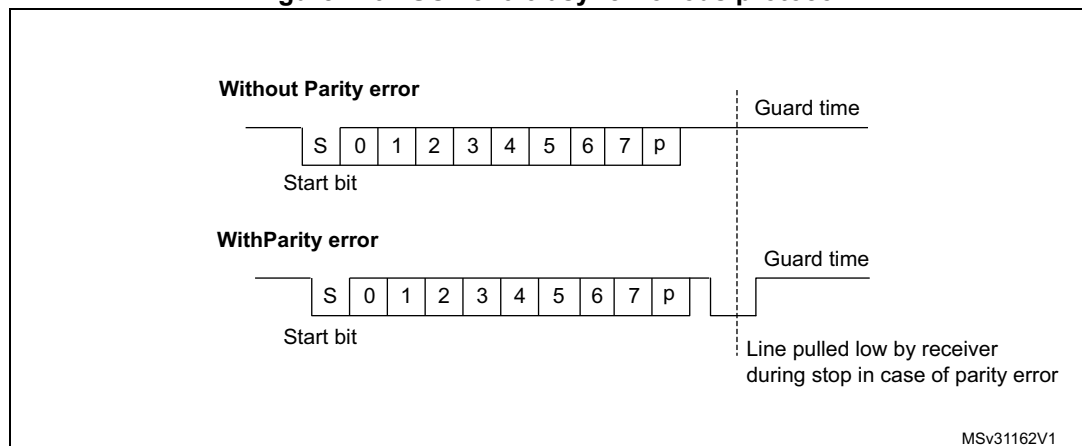 Without Parity error
Guard time
S 0 1 2 3 4 5 6 7 p
Start bit
WithParity error
Guard time
S 0 1 2 3 4 5 6 7 p
Start bit
Line pulled low by receiver
during stop in case of parity error
MSv31162V1